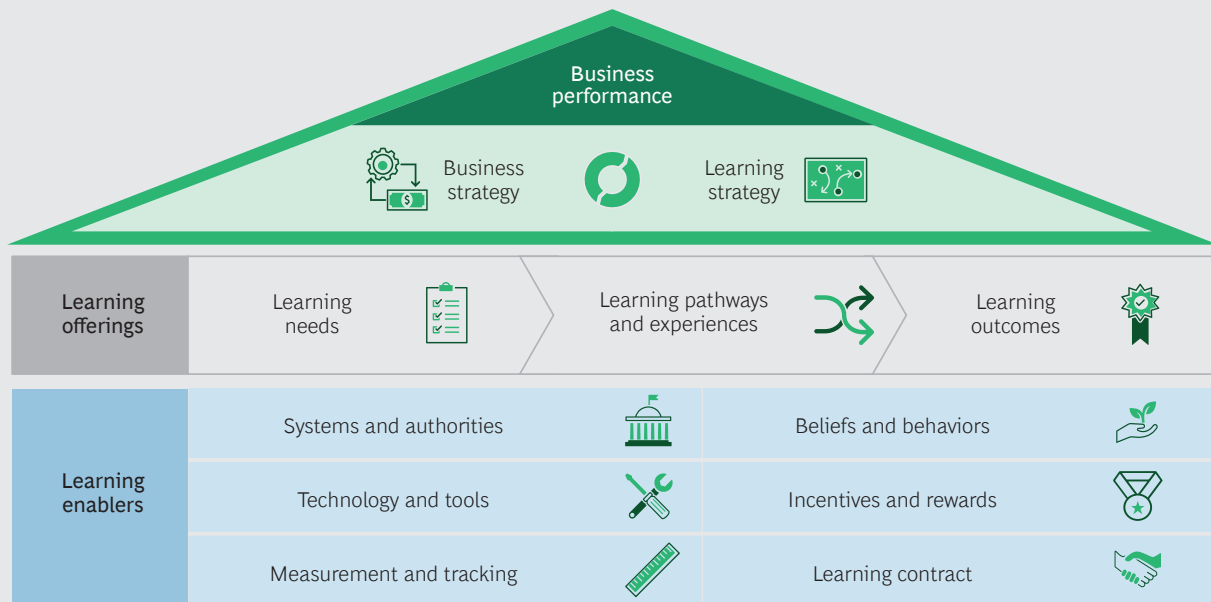 Business
performance
Business
strategy
Learning
strategy
Learning
offerings
Learning
needs
Learning pathways
and experiences
Learning
outcomes
Learning
enablers
Systems and authorities
Beliefs and behaviors
Technology and tools
Incentives and rewards
Measurement and tracking
Learning contract